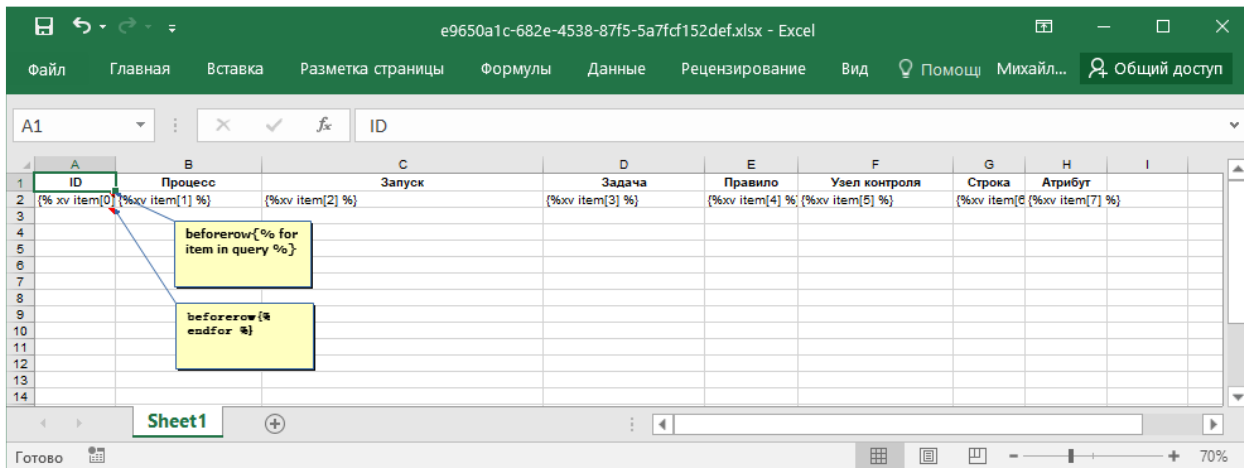 e9650a1c-682e-4538-87f5-5a7fcf152def.xlsx - Excel
Файл Главная Вставка Разметка страницы Формулы Данные Рецензирование Вид Помощ Михайл... Общий доступ
A1 fx ID
A B C D E F G H I
1 ID Процесс Запуск Задача Правило Узел контроля Строка Атрибут
2 {% xv item[0] {%xv item[1] %} {%xv item[2] %} {%xv item[3] %} {%xv item[4] %} {%xv item[5] %} {%xv item[6 {%xv item[7] %}
3
4
5
6
7
8
9
10
11
12
13
14
beforerow{% for
item in query %}
beforerow{%
endfor %}
Sheet1
Готово 70%